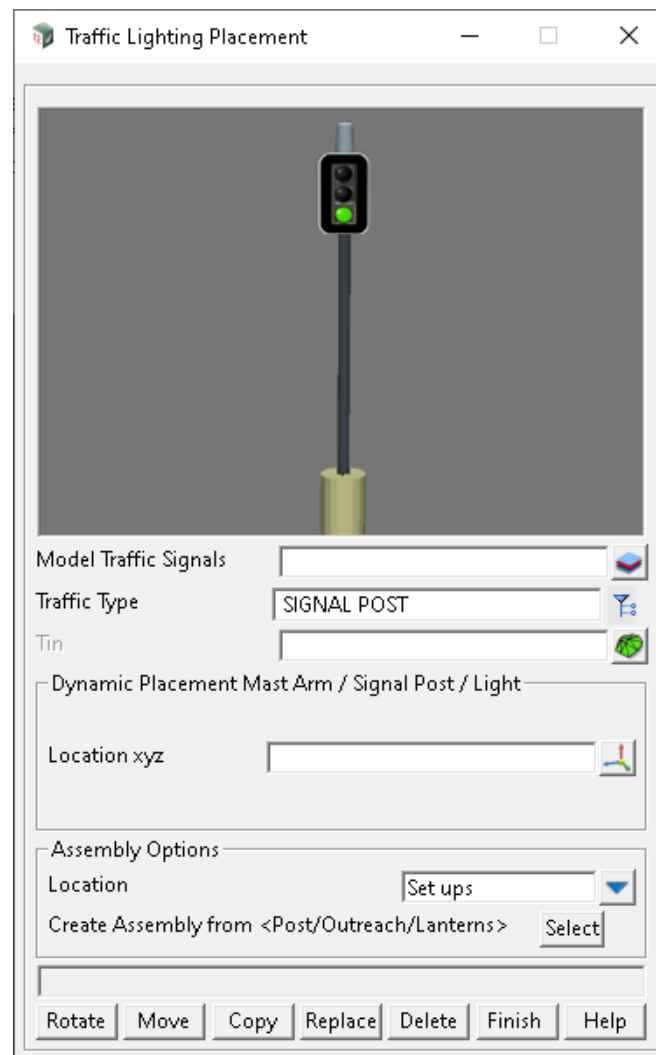 Traffic Lighting Placement
Model Traffic Signals
Traffic Type SIGNAL POST
Tin
Dynamic Placement Mast Arm / Signal Post / Light
Location xyz
Assembly Options
Location Set ups
Create Assembly from <Post/Outreach/Lanterns> Select
Rotate Move Copy Replace Delete Finish Help